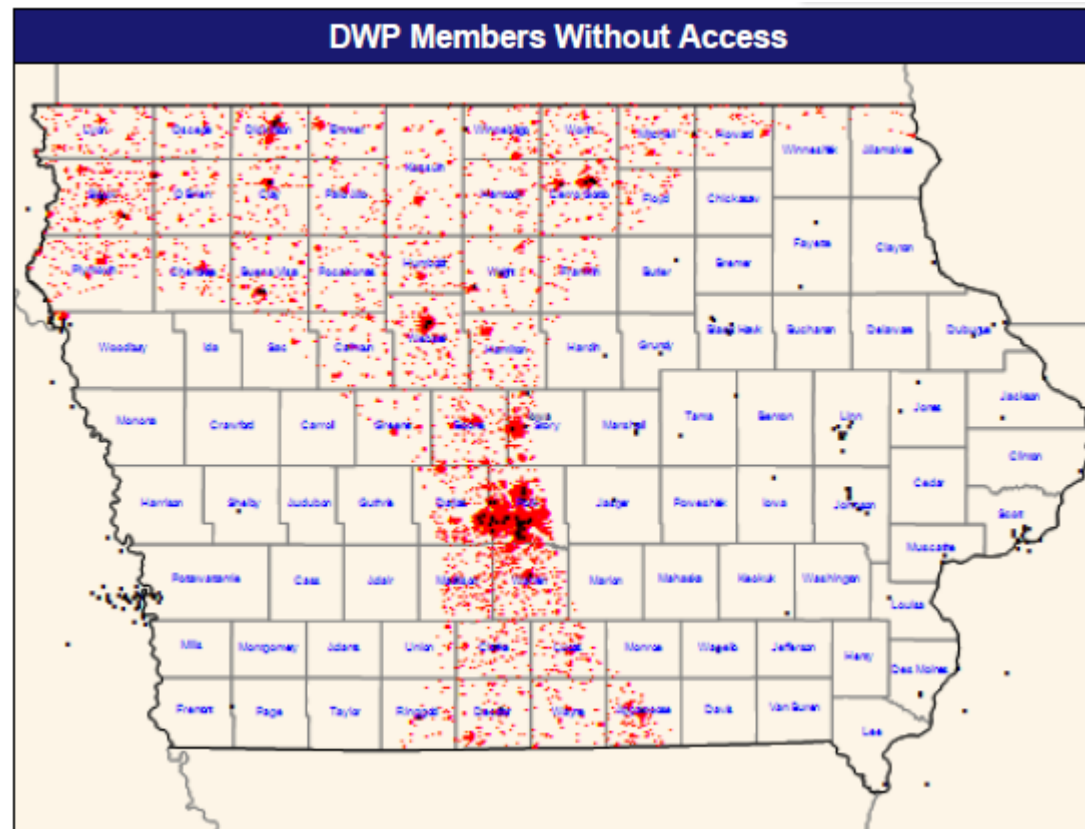 DWP Members Without Access
Lyon Osceola Dickinson Emmet Winnebago Worth Mitchell Howard Winneshiek Allamakee
Kossuth
Sioux O'Brien Clay Palo Alto Hancock Cerro Gordo Floyd Chickasaw
Fayette Clayton
Plymouth Cherokee Buena Vista Pocahontas Humboldt Wright Franklin Butler Bremer
Woodbury Ida Sac Calhoun Webster Hamilton Hardin Grundy Black Hawk Buchanan Delaware Dubuque
Jones Jackson
Monona Crawford Carroll Greene Boone Story Marshall Tama Benton Linn
Iowa
Clinton
Cedar
Harrison Shelby Audubon Guthrie Dallas Polk Jasper Poweshiek Iowa Johnson
Scott
Muscatine
Pottawattamie Cass Adair Madison Warren Marion Mahaska Keokuk Washington
Louisa
Mills Montgomery Adams Union Clarke Lucas Monroe Wapello Jefferson Henry
Des Moines
Fremont Page Taylor Ringgold Decatur Wayne Appanoose Davis Van Buren
Lee